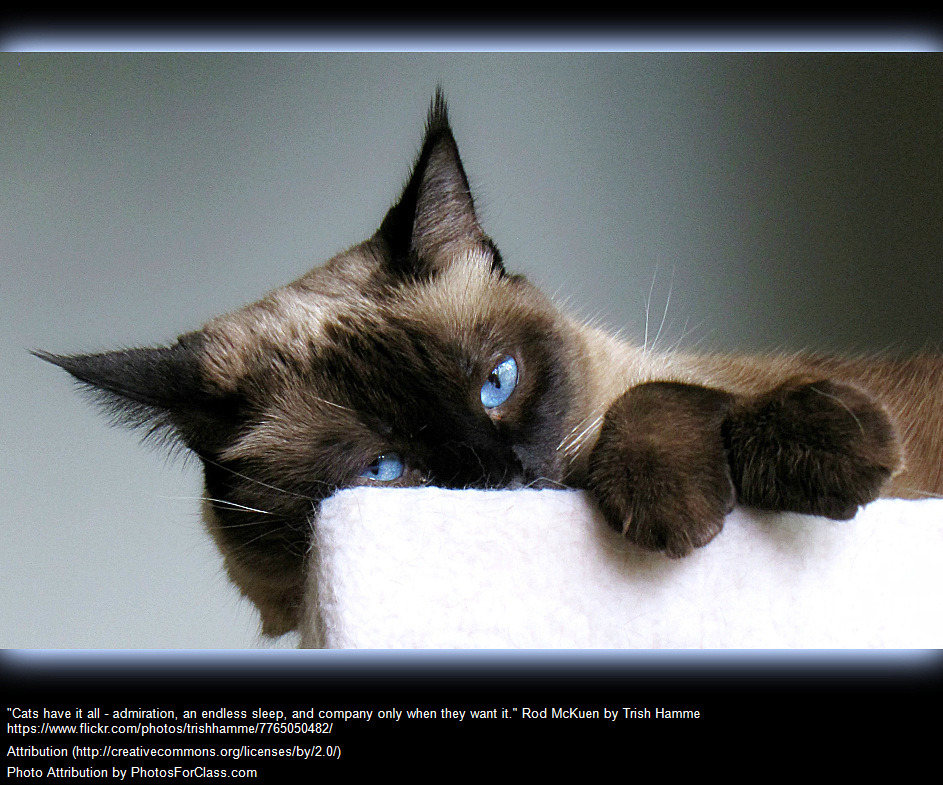 "Cats have it all - admiration, an endless sleep, and company only when they want it." Rod McKuen by Trish Hamme
https://www.flickr.com/photos/trishhamme/7765050482/
Attribution (http://creativecommons.org/licenses/by/2.0/)
Photo Attribution by PhotosForClass.com